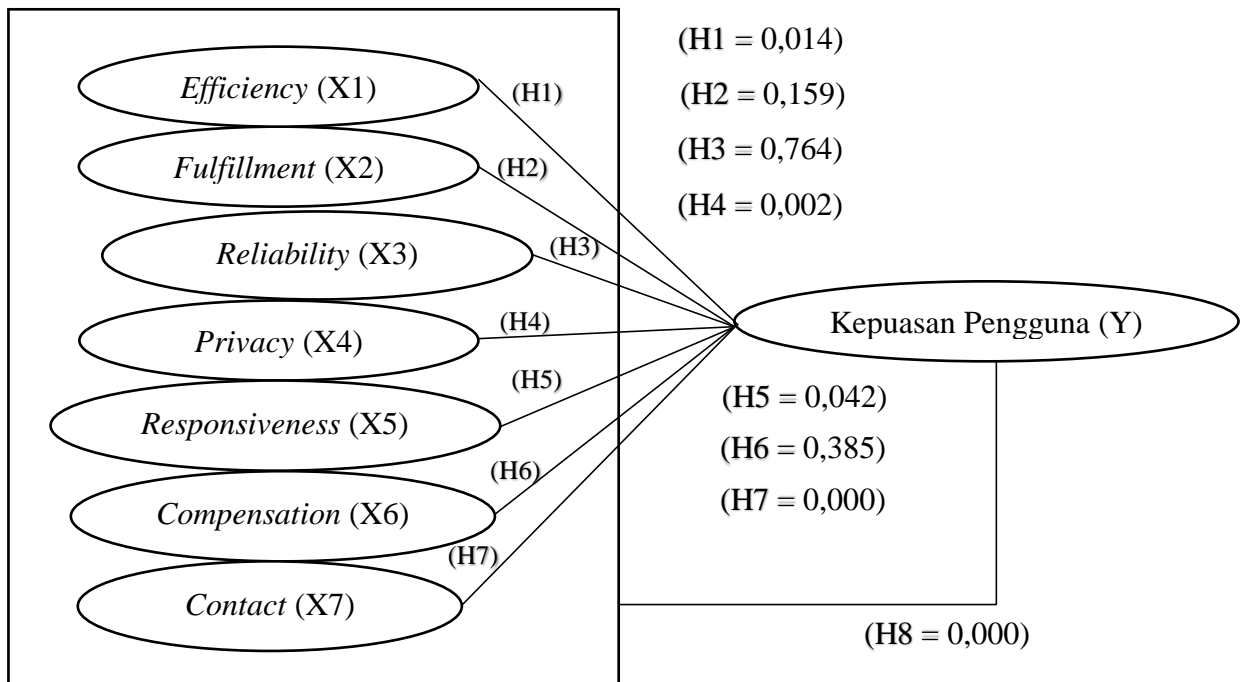 (H1 = 0,014)
Efficiency (X1)
(H1)
(H2 = 0,159)
Fulfillment (X2)
(H2)
(H3 = 0,764)
(H4 = 0,002)
Reliability (X3)
(H3)
Privacy (X4)
(H4)
Kepuasan Pengguna (Y)
(H5)
(H5 = 0,042)
Responsiveness (X5)
(H6 = 0,385)
(H6)
(H7 = 0,000)
Compensation (X6)
(H7)
Contact (X7)
(H8 = 0,000)